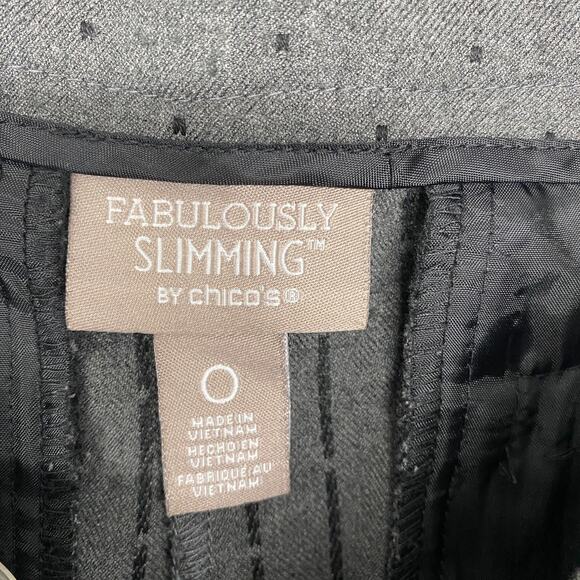 FABULOUSLY
SLIMMING™
BY chico's®
0
MADE IN
VIETNAM
HECHO EN
VIETNAM
FABRIQUE AU
VIETNAM